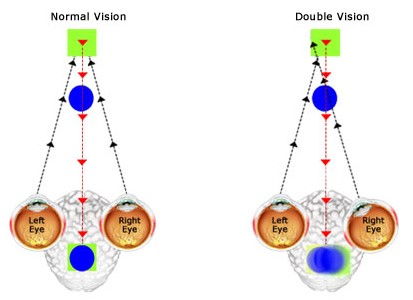 Normal Vision
Double Vision
Left
Eye
Right
Eye
Left
Eye
Right
Eye